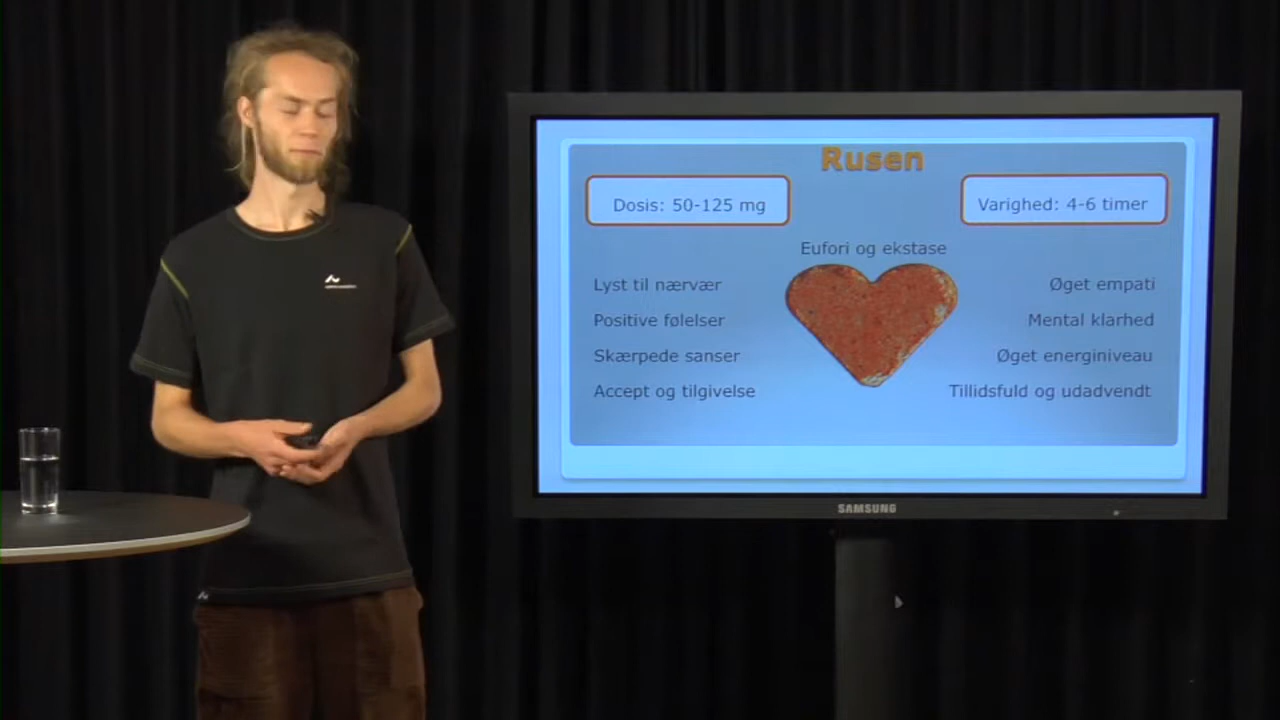 Rusen
Dosis: 50-125 mg
Varighed: 4-6 timer
Eufori og ekstase
Lyst til nærvær
Positive følelser
Skærpede sanser
Accept og tilgivelse
Øget empati
Mental klarhed
Øget energiniveau
Tillidsfuld og udadvendt
SAMSUNG